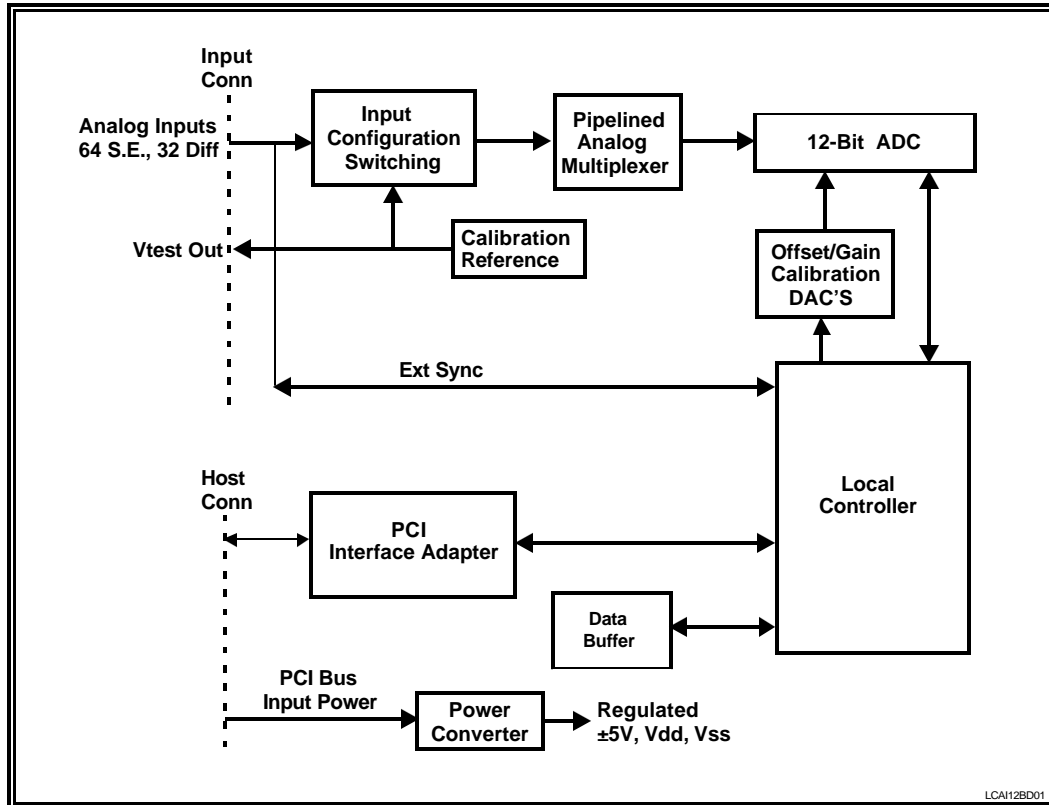 Input
Conn
Analog Inputs
64 S.E., 32 Diff
Input
Configuration
Switching
Pipelined
Analog
Multiplexer
12-Bit ADC
Vtest Out
Calibration
Reference
Offset/Gain
Calibration
DAC'S
Ext Sync
Host
Conn
PCI
Interface Adapter
Local
Controller
Data
Buffer
PCI Bus
Input Power
Power
Converter
Regulated
±5V, Vdd, Vss
LCAI12BD01